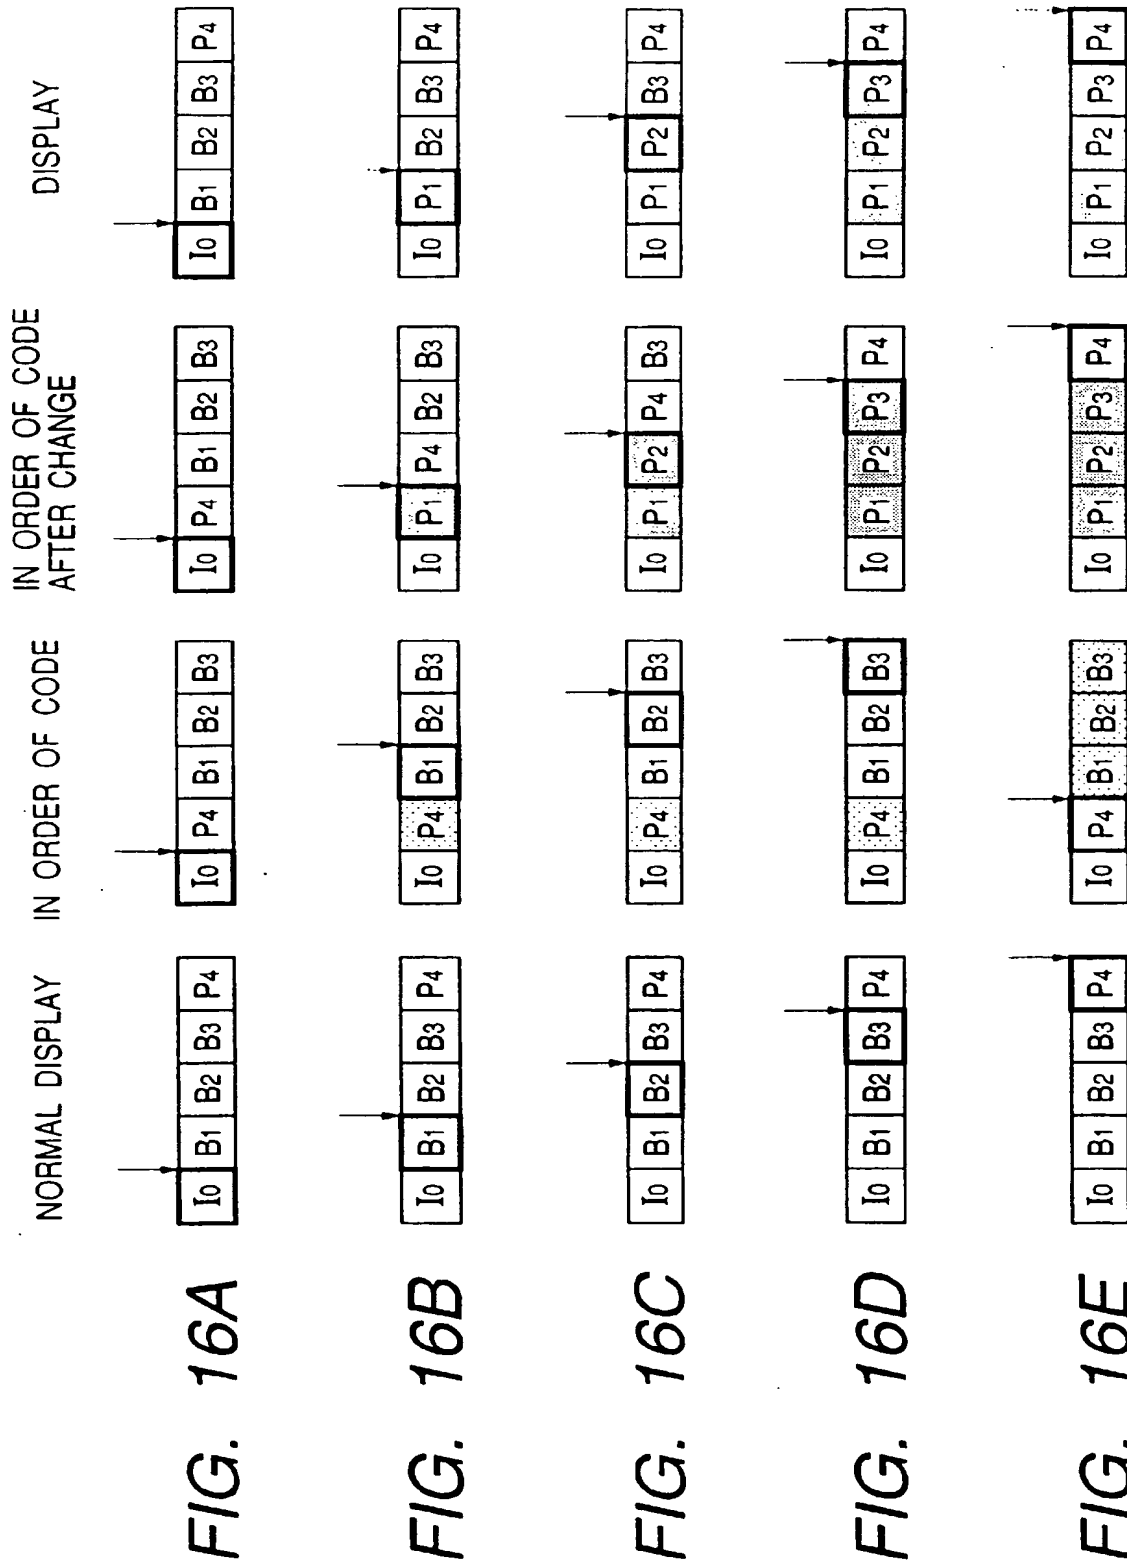 NORMAL DISPLAY
IN ORDER OF CODE
IN ORDER OF CODE
AFTER CHANGE
DISPLAY
FIG. 16A
I0 B1 B2 B3 P4
I0 P4 B1 B2 B3
I0 P4 B1 B2 B3
I0 B1 B2 B3 P4
FIG. 16B
I0 B1 B2 B3 P4
I0 P4 B1 B2 B3
I0 P1 P4 B2 B3
I0 P1 B2 B3 P4
FIG. 16C
I0 B1 B2 B3 P4
I0 P4 B1 B2 B3
I0 P1 P2 P4 B3
I0 P1 P2 B3 P4
FIG. 16D
I0 B1 B2 B3 P4
I0 P4 B1 B2 B3
I0 P1 P2 P3 P4
I0 P1 P2 P3 P4
FIG. 16E
I0 B1 B2 B3 P4
I0 P4 B1 B2 B3
I0 P1 P2 P3 P4
I0 P1 P2 P3 P4